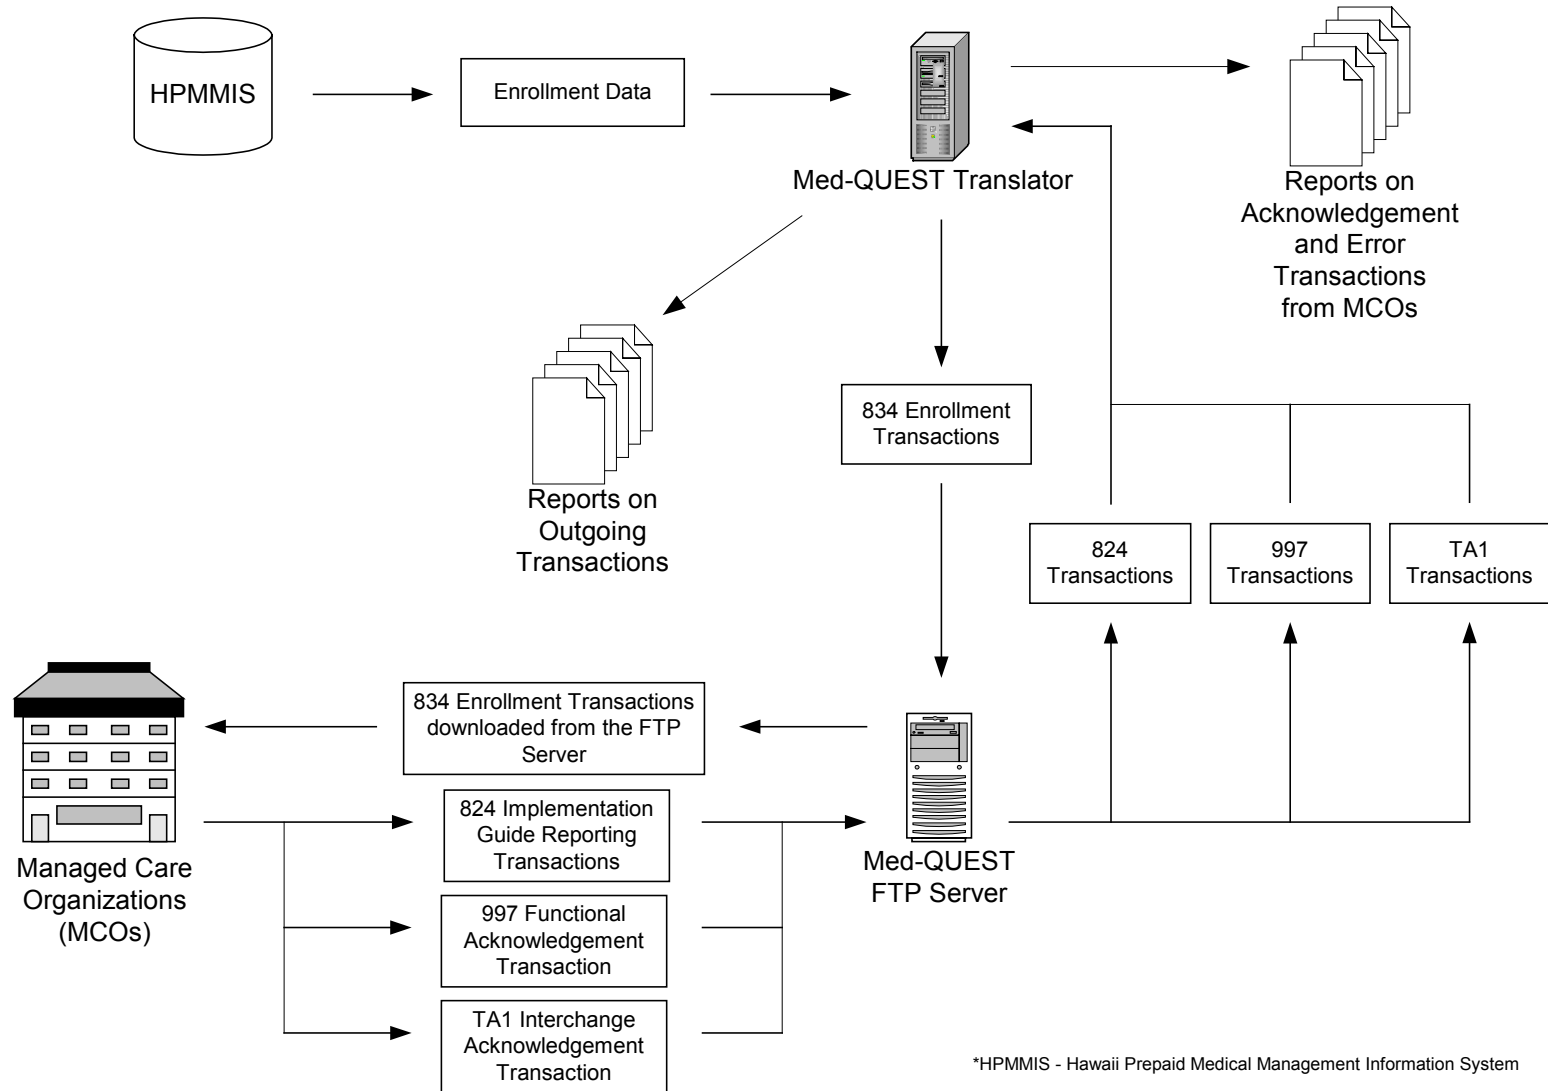 HPMMIS
Enrollment Data
Med-QUEST Translator
Reports on
Acknowledgement
and Error
Transactions
from MCOs
834 Enrollment
Transactions
Reports on
Outgoing
Transactions
824
Transactions
997
Transactions
TA1
Transactions
834 Enrollment Transactions
downloaded from the FTP
Server
824 Implementation
Guide Reporting
Transactions
Managed Care
Organizations
(MCOs)
Med-QUEST
FTP Server
997 Functional
Acknowledgement
Transaction
TA1 Interchange
Acknowledgement
Transaction
*HPMMIS - Hawaii Prepaid Medical Management Information System